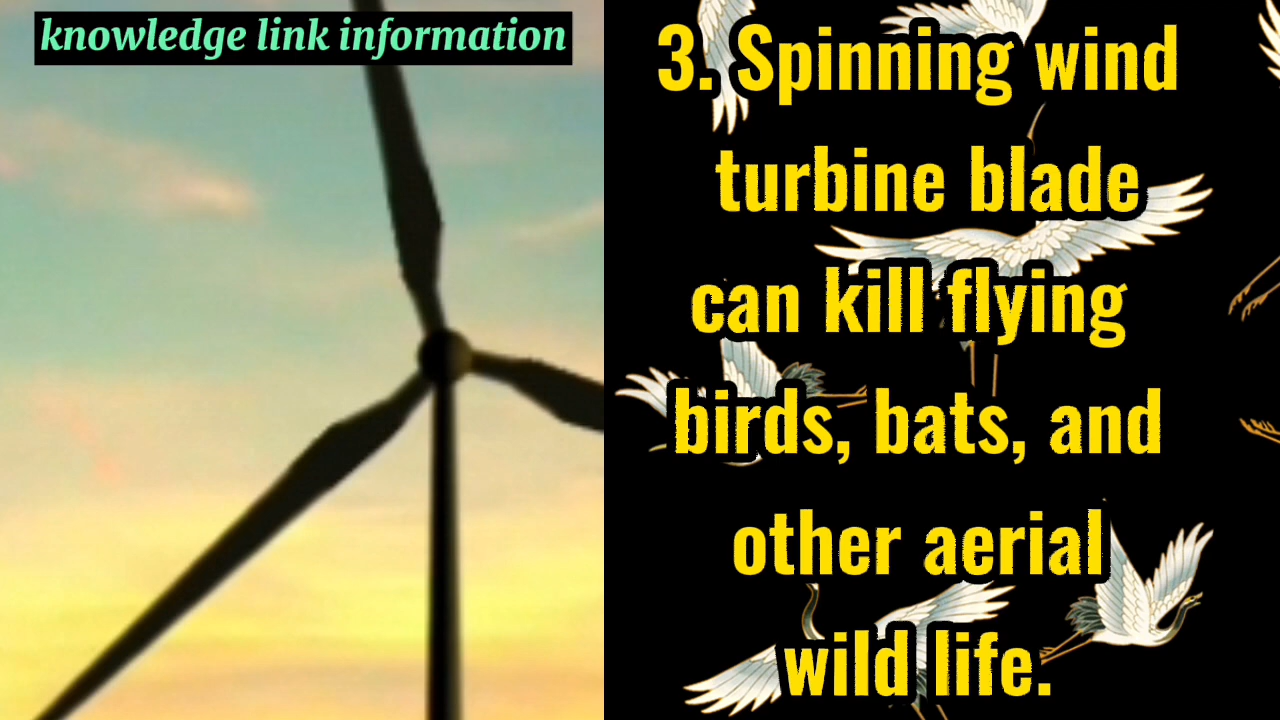 knowledge link information
3. Spinning wind
turbine blade
can kill flying
birds, bats, and
other aerial
wild life.